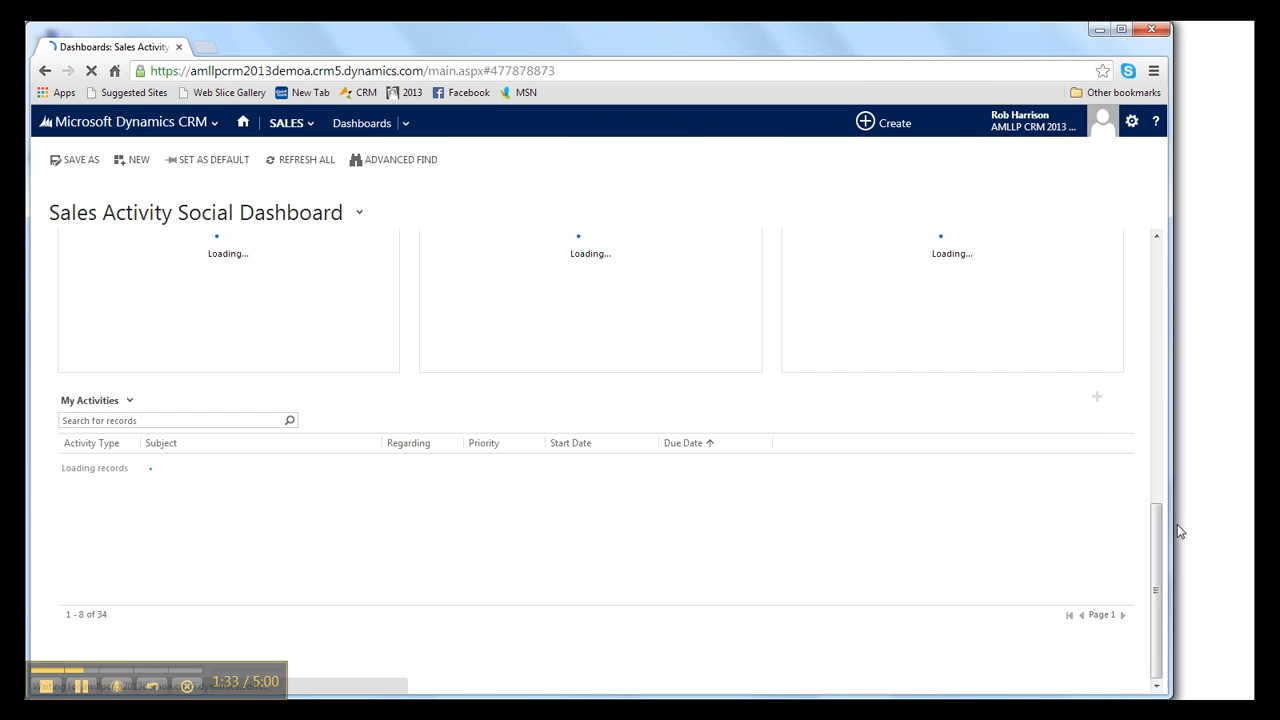 Dashboards: Sales Activity
https://amllpcrm2013demoa.crm5.dynamics.com/main.aspx#477878873
Apps Suggested Sites Web Slice Gallery New Tab CRM 2013 Facebook MSN Other bookmarks
Microsoft Dynamics CRM SALES Dashboards Create Rob Harrison ?
AMLLP CRM 2013 ...
SAVE AS NEW SET AS DEFAULT REFRESH ALL ADVANCED FIND
Sales Activity Social Dashboard
Loading... Loading... Loading...
My Activities
Search for records
Activity Type Subject Regarding Priority Start Date Due Date
Loading records
1 - 8 of 34 Page 1
1:33 / 5:00